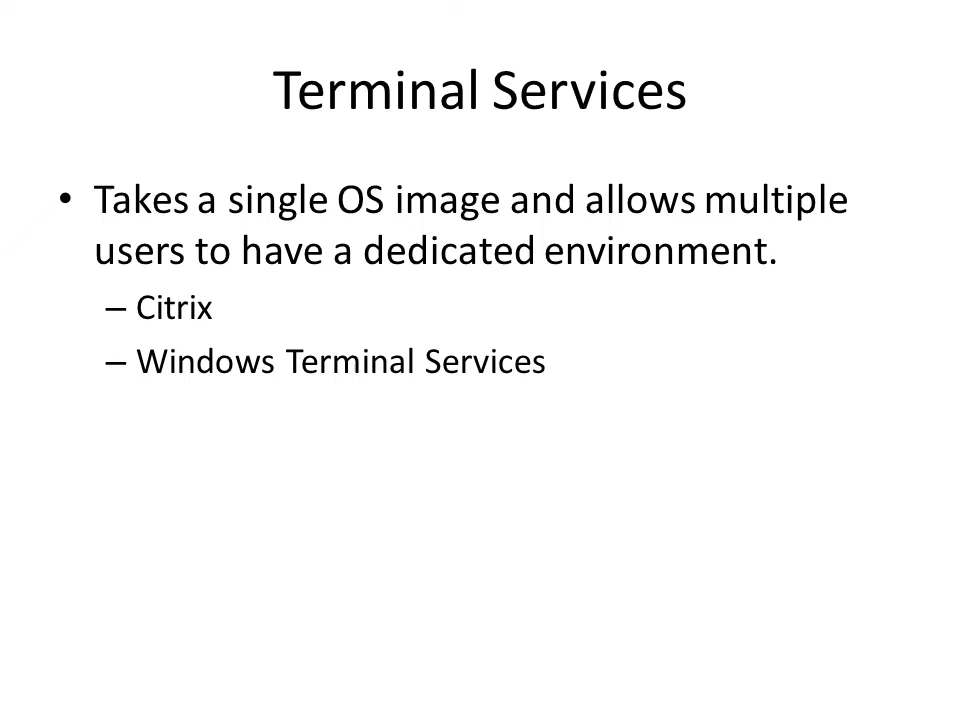 Terminal Services
• Takes a single OS image and allows multiple
users to have a dedicated environment.
– Citrix
– Windows Terminal Services